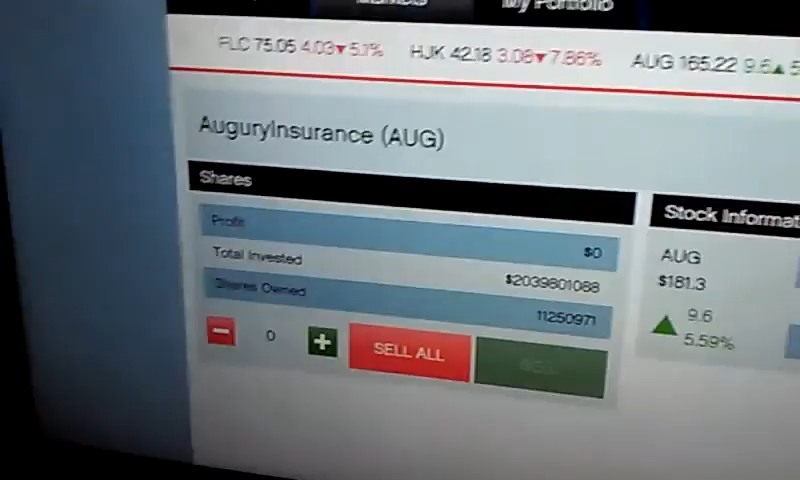 Markets My Portfolio
FLC 75.05 4.03▼5.1% HJK 42.18 3.08▼7.86% AUG 165.22 9.6▲5
AuguryInsurance (AUG)
Shares
Profit $0
Total Invested $2039801088
Shares Owned 11250971
0
SELL ALL
Stock Informat
AUG
$181.3
9.6
5.59%